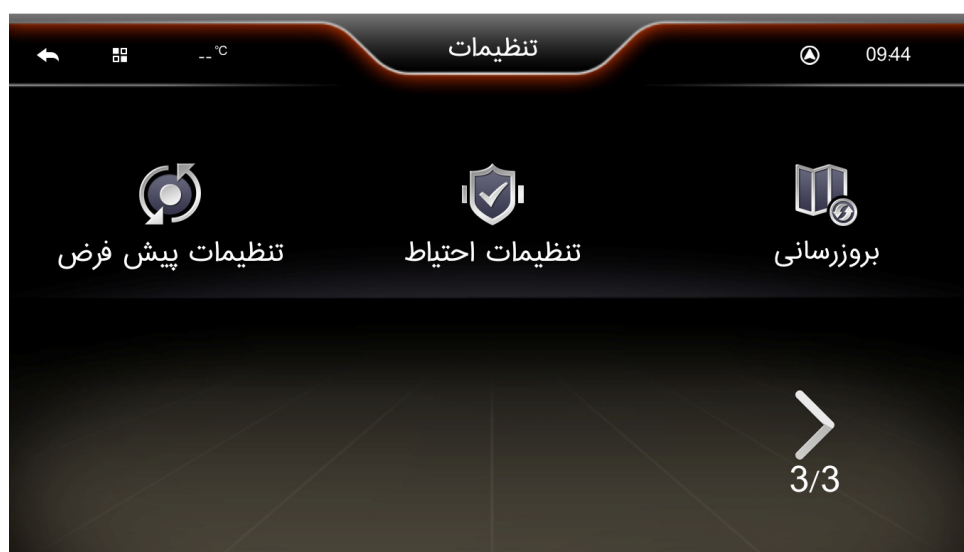 --°C
تنظیمات
09:44
بروزرسانی
تنظیمات احتیاط
تنظیمات پیش فرض
3/3